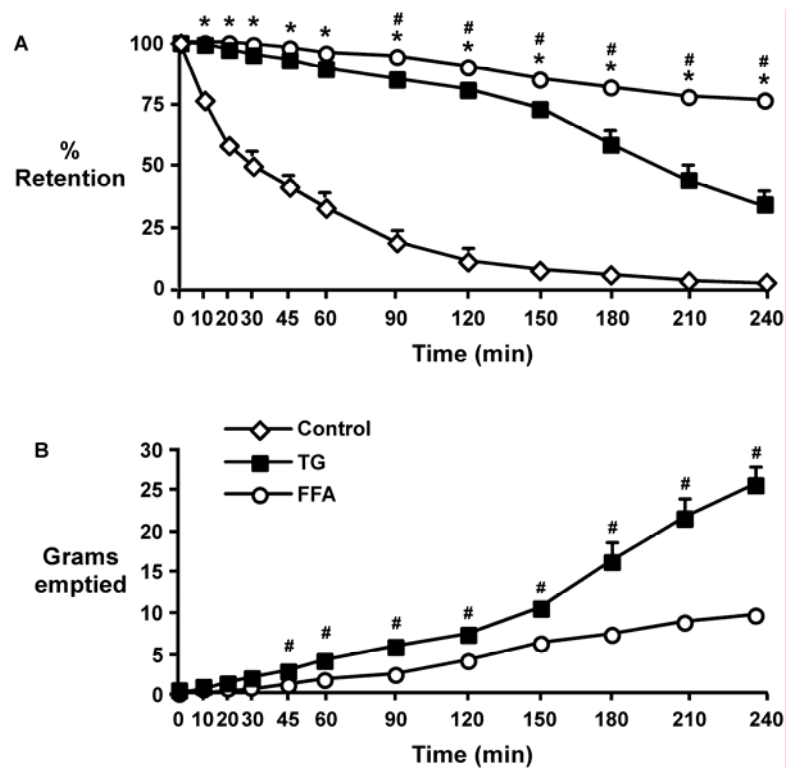 A
* * * * * # * # * # * # * # * # *
100
75
50
25
0
% Retention
0 10 20 30 45 60 90 120 150 180 210 240
Time (min)
B
Control
TG
FFA
30
25
20
15
10
5
0
Grams emptied
# # # # # # # #
0 10 20 30 45 60 90 120 150 180 210 240
Time (min)